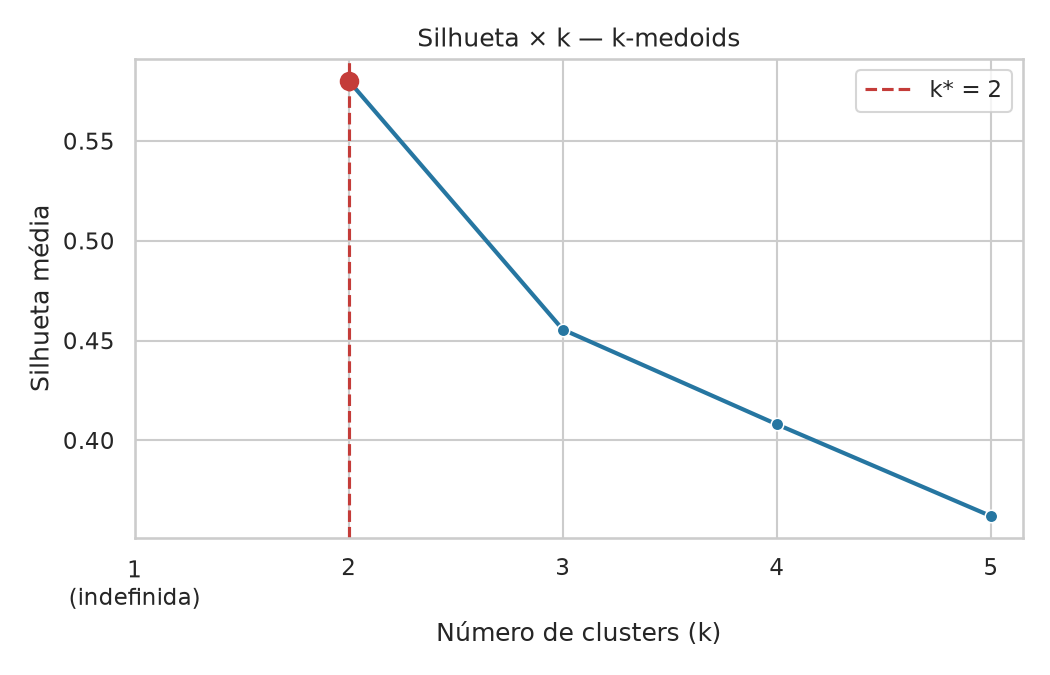 Silhueta × k — k-medoids
k* = 2
Silhueta média
0.55
0.50
0.45
0.40
1
(indefinida)
2
3
4
5
Número de clusters (k)